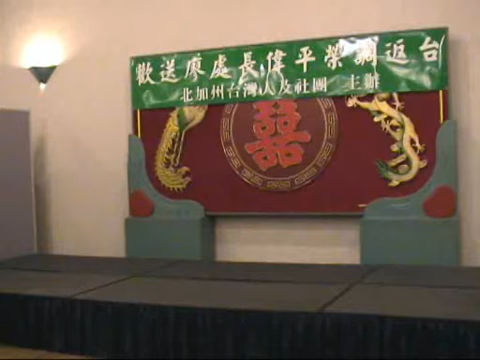 歡送廖處長偉平榮調返台
北加州台灣人及社團 主辦
囍